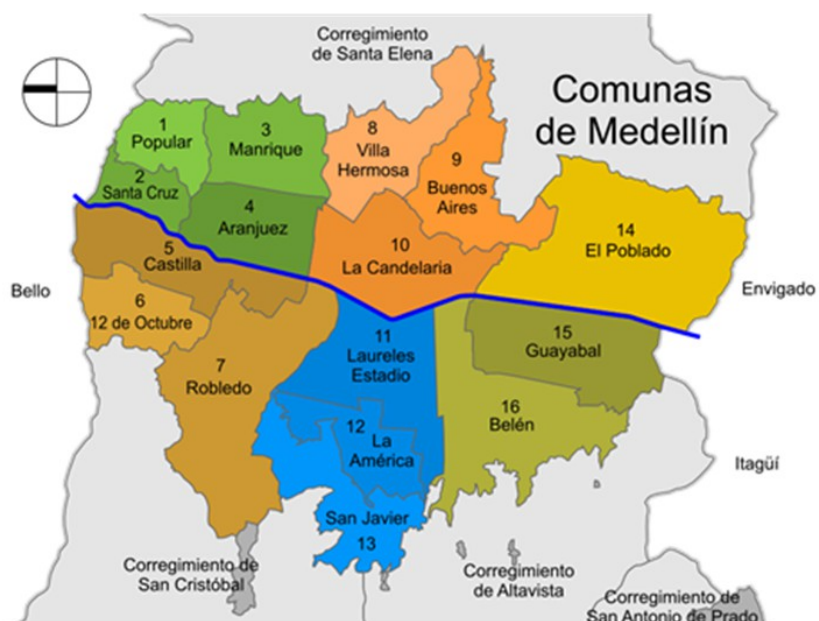 Corregimiento
de Santa Elena
Comunas
de Medellín
1
Popular
3
Manrique
8
Villa
Hermosa
9
Buenos
Aires
2
Santa Cruz
4
Aranjuez
14
El Poblado
5
Castilla
10
La Candelaria
Bello
Envigado
6
12 de Octubre
11
Laureles
Estadio
15
Guayabal
7
Robledo
16
Belén
12
La
América
Itagüí
San Javier
13
Corregimiento de
San Cristóbal
Corregimiento
de Altavista
Corregimiento de
San Antonio de Prado